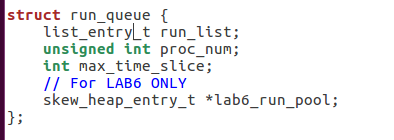 struct run_queue {
    list_entry_t run_list;
    unsigned int proc_num;
    int max_time_slice;
    // For LAB6 ONLY
    skew_heap_entry_t *lab6_run_pool;
};